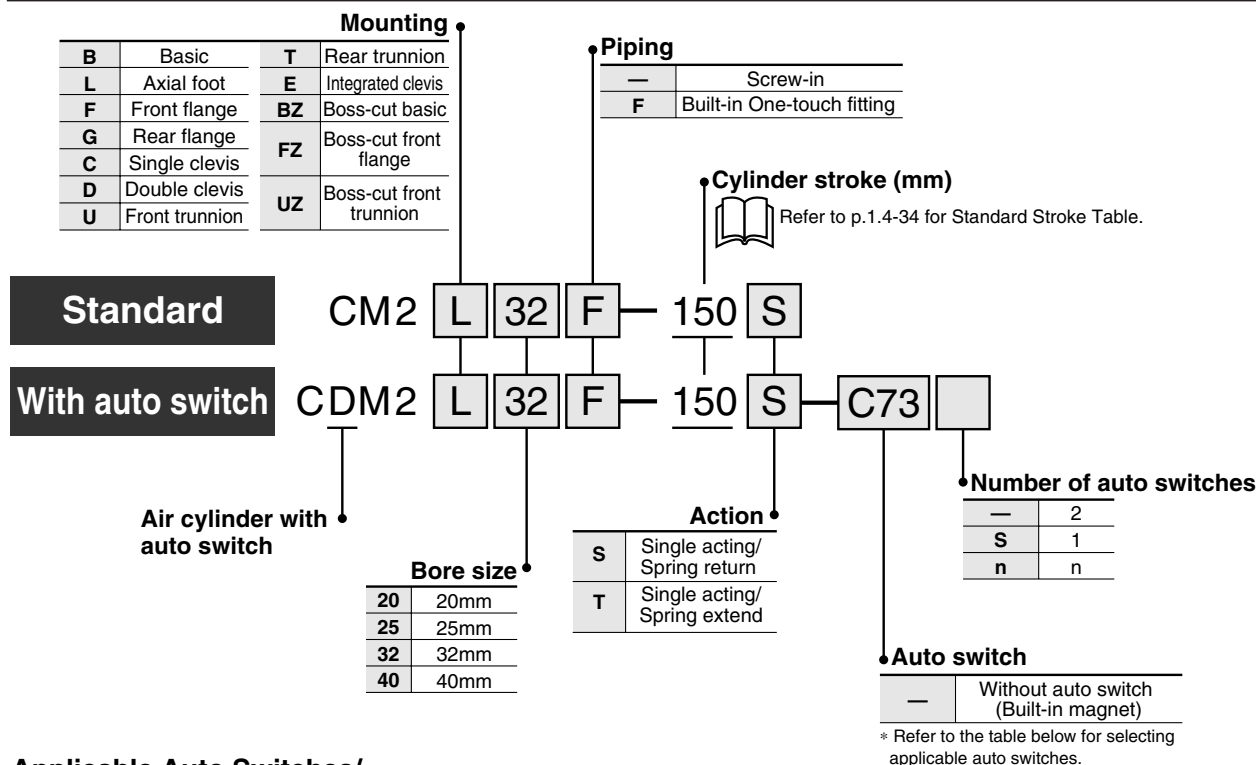 Mounting
B Basic T Rear trunnion
L Axial foot E Integrated clevis
F Front flange BZ Boss-cut basic
G Rear flange FZ Boss-cut front
flange
C Single clevis
D Double clevis UZ Boss-cut front
trunnion
U Front trunnion
Piping
— Screw-in
F Built-in One-touch fitting
Cylinder stroke (mm)
Refer to p.1.4-34 for Standard Stroke Table.
Standard CM2 L 32 F — 150 S
With auto switch CDM2 L 32 F — 150 S — C73
Air cylinder with
auto switch
Bore size
20 20mm
25 25mm
32 32mm
40 40mm
Action
S Single acting/
Spring return
T Single acting/
Spring extend
Number of auto switches
— 2
S 1
n n
Auto switch
— Without auto switch
(Built-in magnet)
* Refer to the table below for selecting
applicable auto switches.
Applicable Auto Switches/